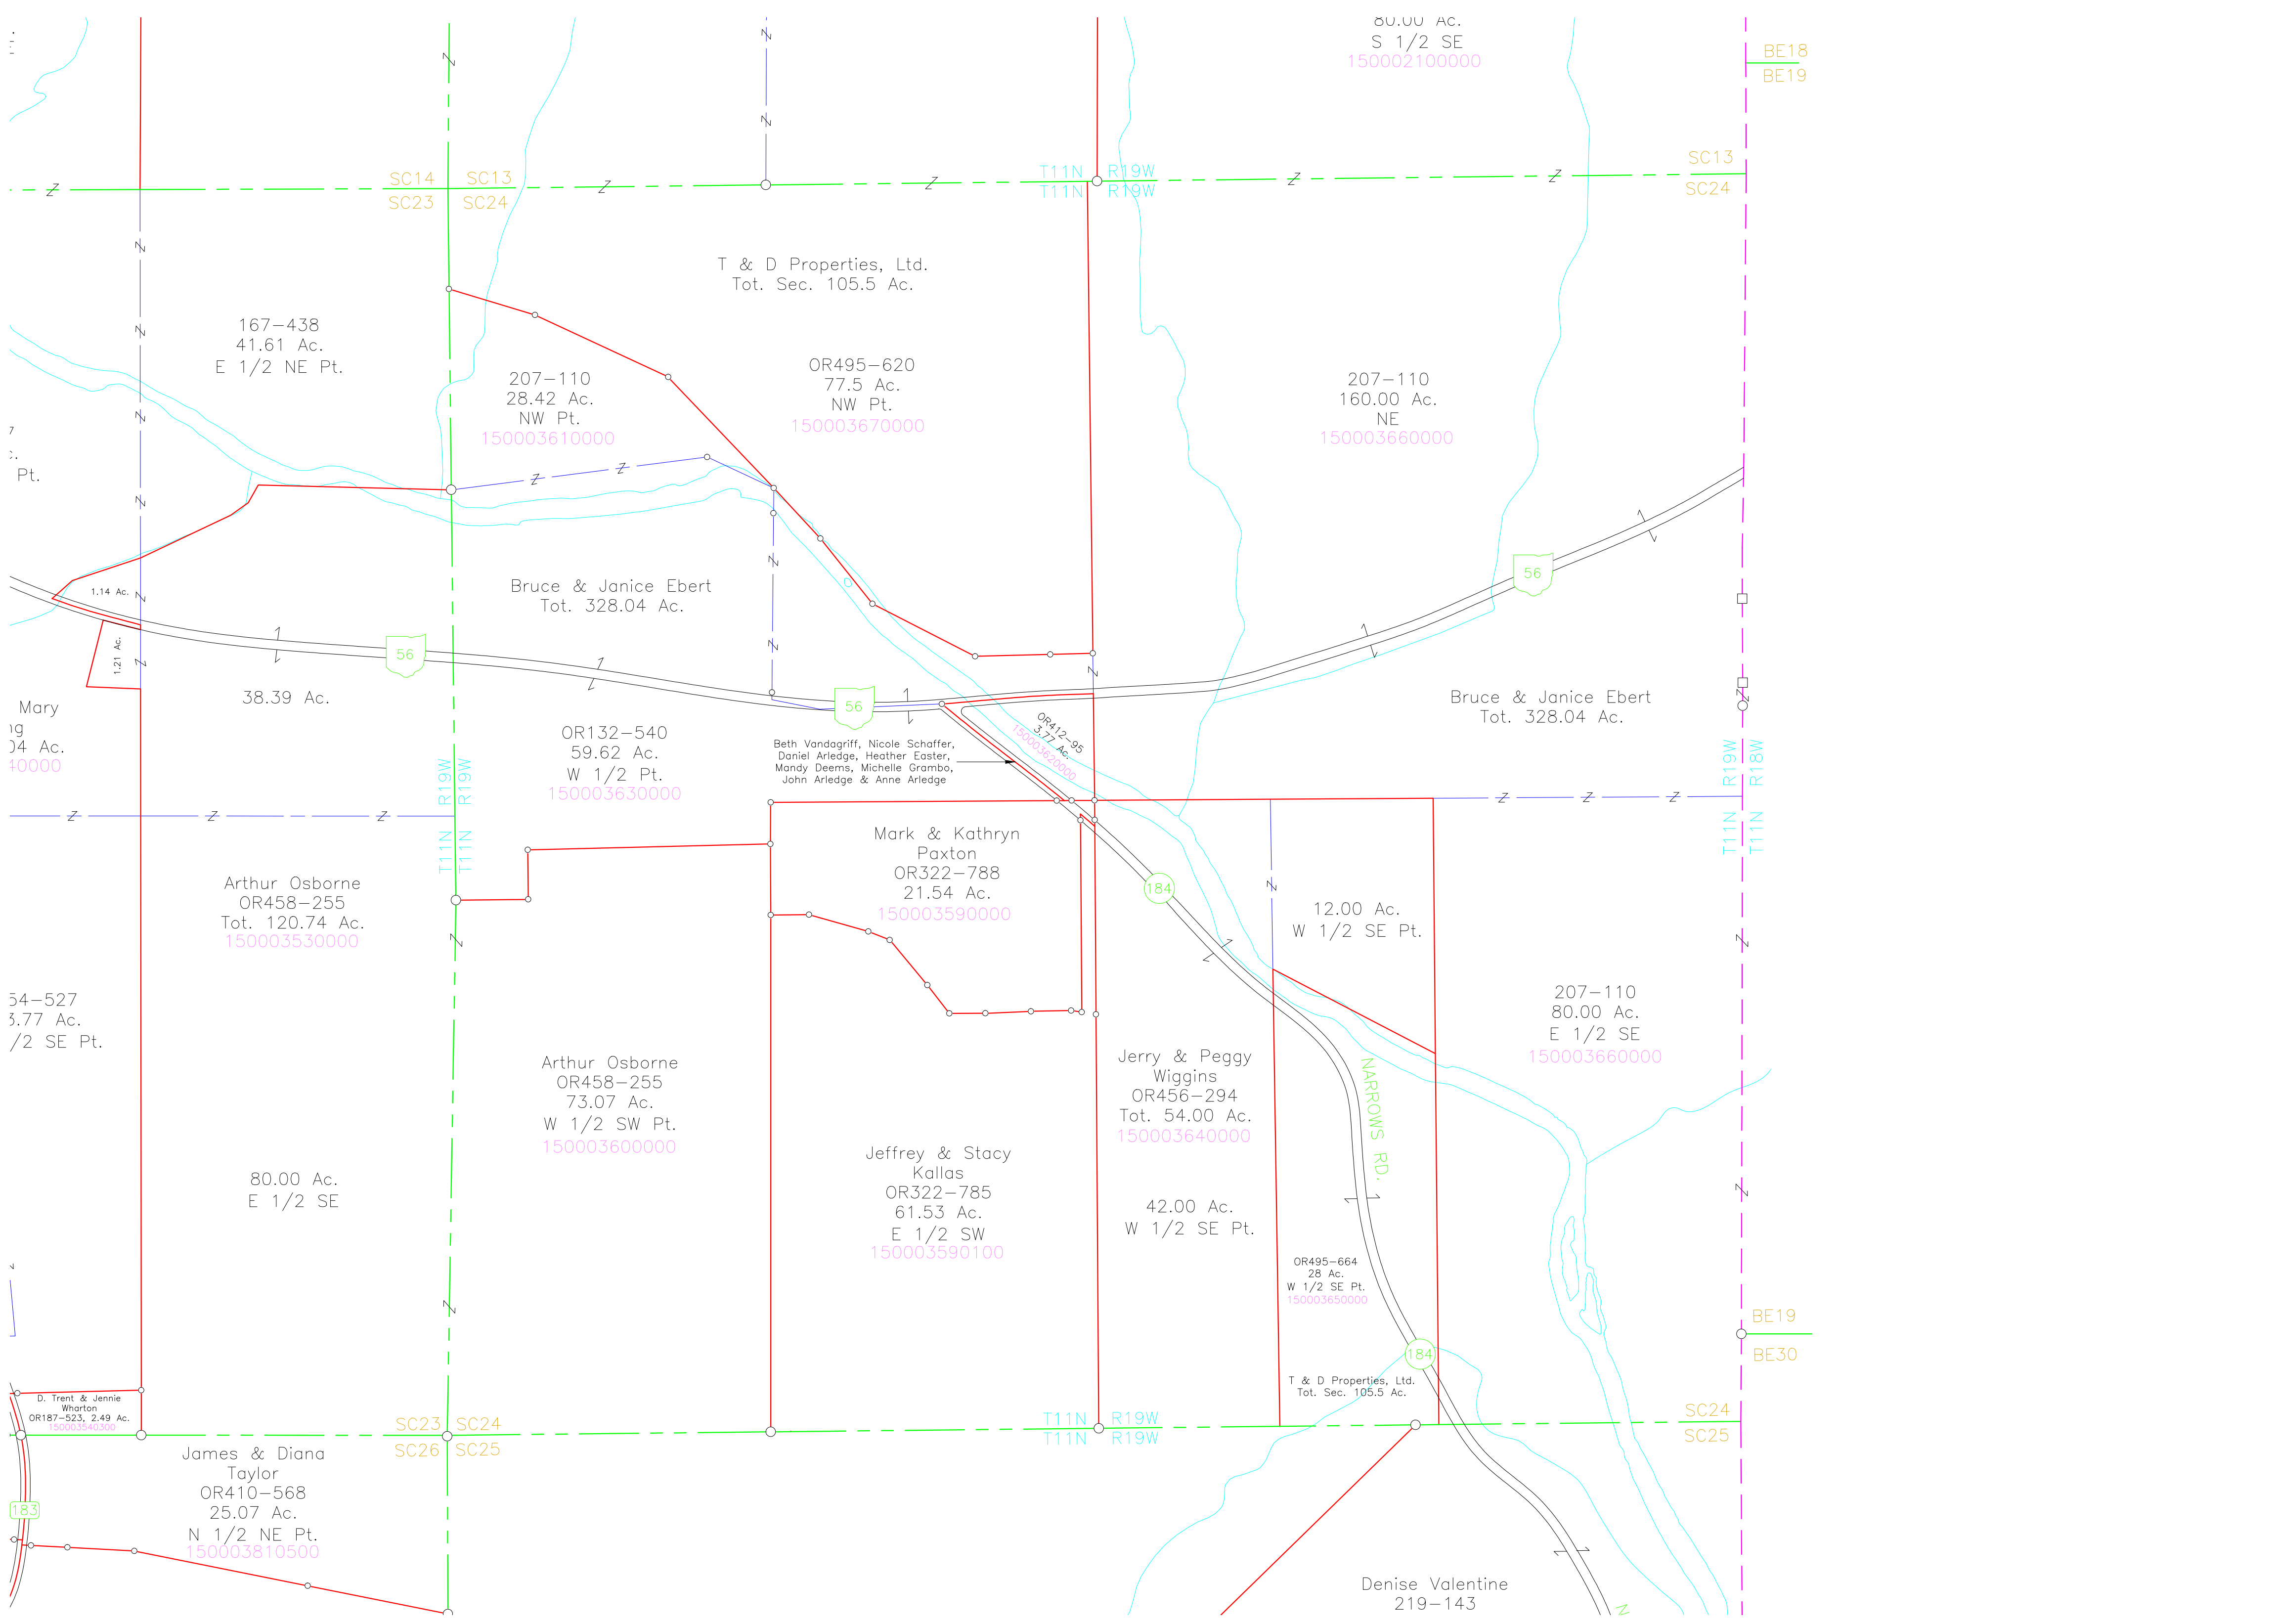 80.00 Ac.
S 1/2 SE
150002100000
BE18
BE19
SC14
SC13
SC23
SC24
T11N R19W
T11N R19W
SC13
SC24
T & D Properties, Ltd.
Tot. Sec. 105.5 Ac.
167-438
41.61 Ac.
E 1/2 NE Pt.
207-110
28.42 Ac.
NW Pt.
150003610000
OR495-620
77.5 Ac.
NW Pt.
150003670000
207-110
160.00 Ac.
NE
150003660000
Pt.
1.14 Ac.
1.21 Ac.
Bruce & Janice Ebert
Tot. 328.04 Ac.
56
56
56
38.39 Ac.
Mary
04 Ac.
40000
OR132-540
59.62 Ac.
W 1/2 Pt.
150003630000
Beth Vandagriff, Nicole Schaffer,
Daniel Arledge, Heather Easter,
Mandy Deems, Michelle Grambo,
John Arledge & Anne Arledge
OR412-95
3.77 Ac.
150003620000
Bruce & Janice Ebert
Tot. 328.04 Ac.
T11N R19W
T11N R19W
T11N R19W
T11N R18W
Arthur Osborne
OR458-255
Tot. 120.74 Ac.
150003530000
Mark & Kathryn
Paxton
OR322-788
21.54 Ac.
150003590000
184
12.00 Ac.
W 1/2 SE Pt.
54-527
3.77 Ac.
/2 SE Pt.
207-110
80.00 Ac.
E 1/2 SE
150003660000
Arthur Osborne
OR458-255
73.07 Ac.
W 1/2 SW Pt.
150003600000
Jerry & Peggy
Wiggins
OR456-294
Tot. 54.00 Ac.
150003640000
NARROWS RD.
80.00 Ac.
E 1/2 SE
Jeffrey & Stacy
Kallas
OR322-785
61.53 Ac.
E 1/2 SW
150003590100
42.00 Ac.
W 1/2 SE Pt.
OR495-664
28 Ac.
W 1/2 SE Pt.
150003650000
184
T & D Properties, Ltd.
Tot. Sec. 105.5 Ac.
BE19
BE30
D. Trent & Jennie
Wharton
OR187-523, 2.49 Ac.
150003540300
SC23
SC24
SC26
SC25
T11N R19W
T11N R19W
SC24
SC25
James & Diana
Taylor
OR410-568
25.07 Ac.
N 1/2 NE Pt.
150003810500
183
Denise Valentine
219-143
N